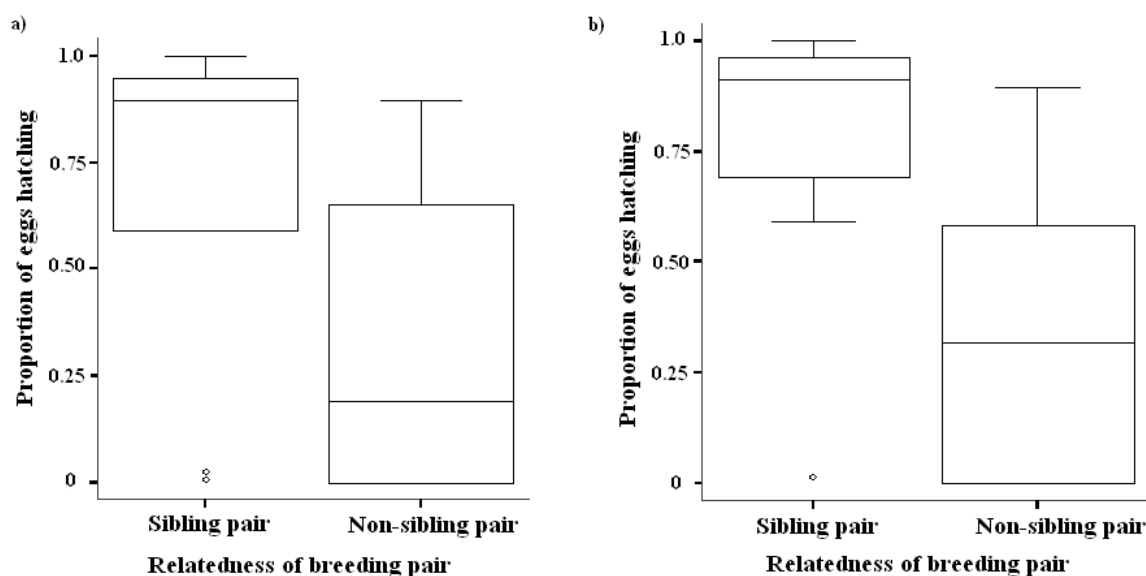 a)
Proportion of eggs hatching
1.0
0.75
0.50
0.25
0
Sibling pair
Non-sibling pair
Relatedness of breeding pair
b)
Proportion of eggs hatching
1.0
0.75
0.50
0.25
0
Sibling pair
Non-sibling pair
Relatedness of breeding pair